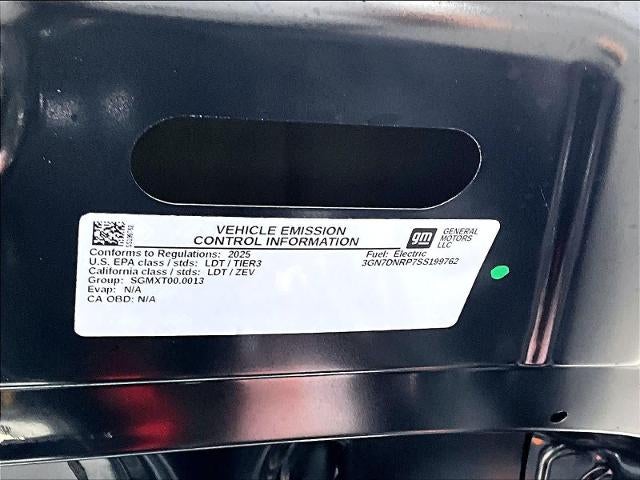 VEHICLE EMISSION
CONTROL INFORMATION
gm GENERAL
MOTORS
LLC
Conforms to Regulations: 2025
U.S. EPA class / stds: LDT / TIER3
California class / stds: LDT / ZEV
Group: SGMXT00.0013
Evap: N/A
CA OBD: N/A
Fuel: Electric
3GN7DNRP7SS199762